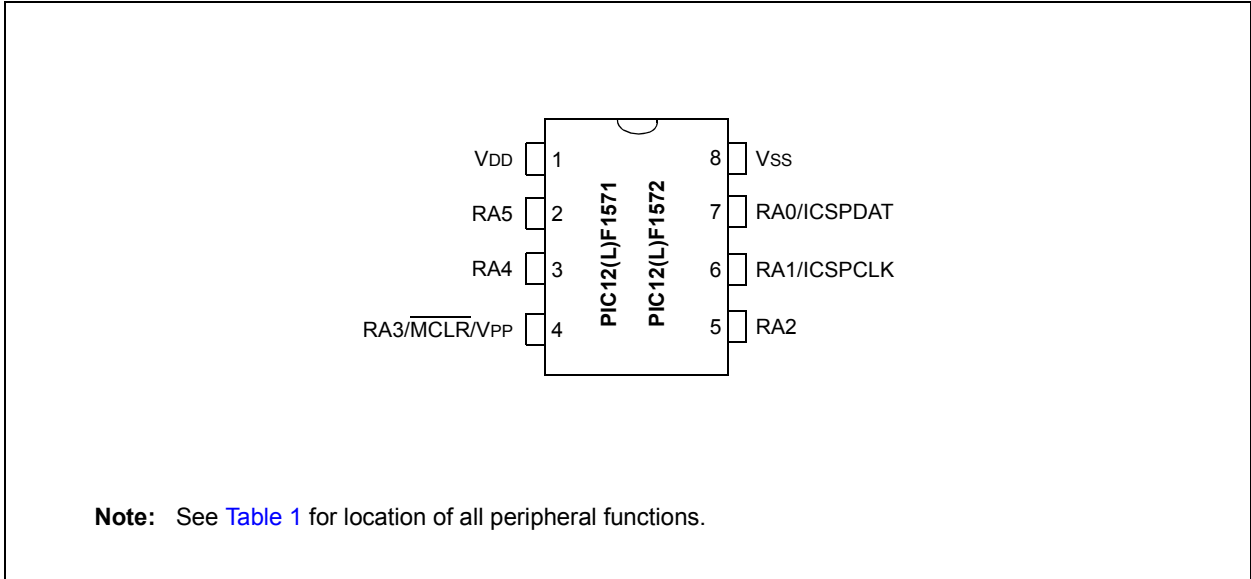 VDD 1 8 VSS
RA5 2 7 RA0/ICSPDAT
RA4 3 6 RA1/ICSPCLK
RA3/MCLR/VPP 4 5 RA2
PIC12(L)F1571
PIC12(L)F1572
Note: See Table 1 for location of all peripheral functions.